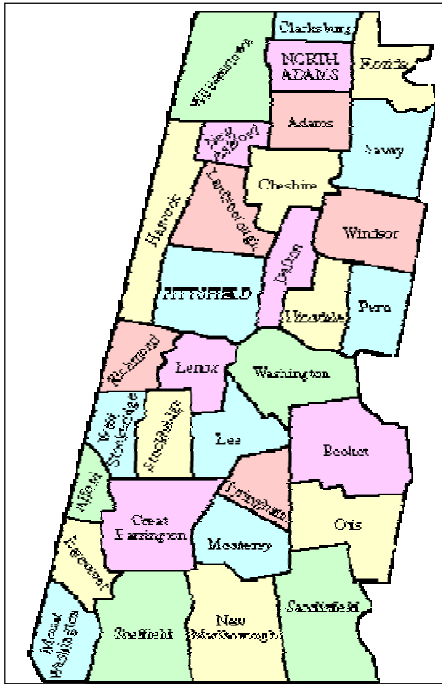 Clarksburg
Williamstown
NORTH
ADAMS
Florida
Adams
New
Ashford
Savoy
Cheshire
Lanesborough
Hancock
Windsor
Dalton
PITTSFIELD
Hinsdale
Peru
Richmond
Lenox
Washington
West
Stockbridge
Stockbridge
Lee
Becket
Alford
Tyringham
Great
Barrington
Otis
Monterey
Egremont
Mount
Washington
Sheffield
New
Marlborough
Sandisfield